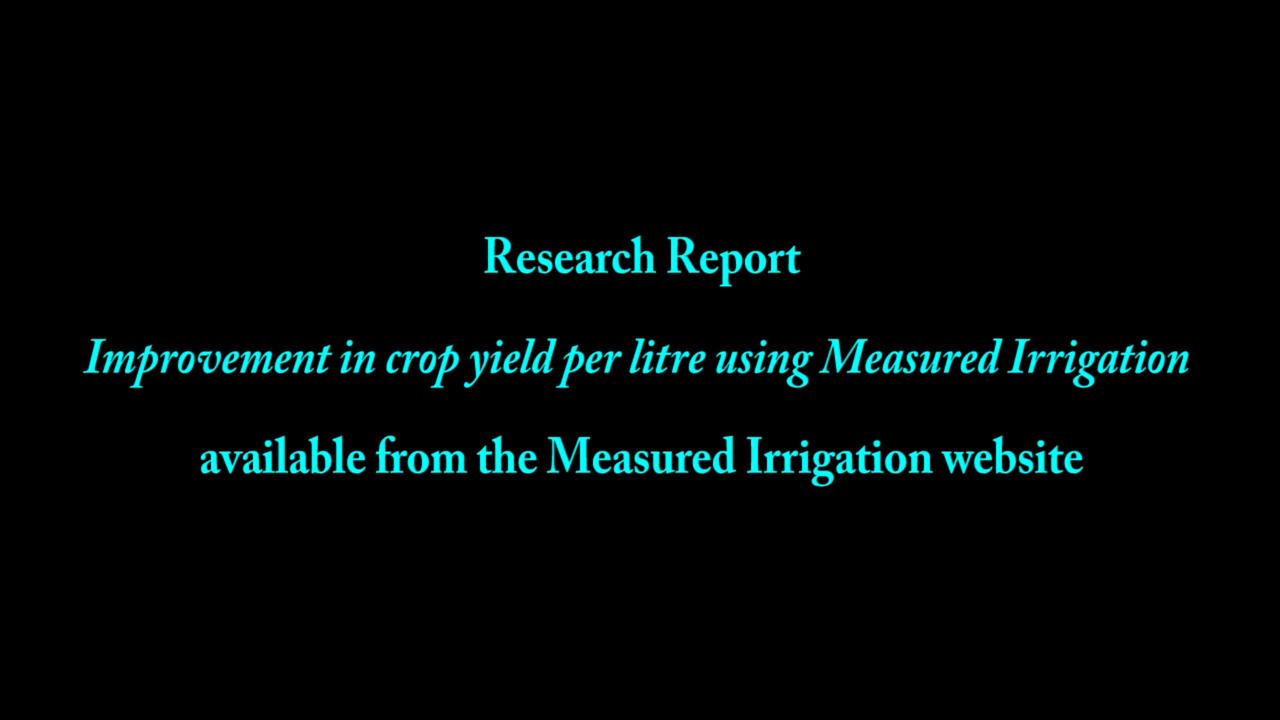 Research Report
Improvement in crop yield per litre using Measured Irrigation
available from the Measured Irrigation website